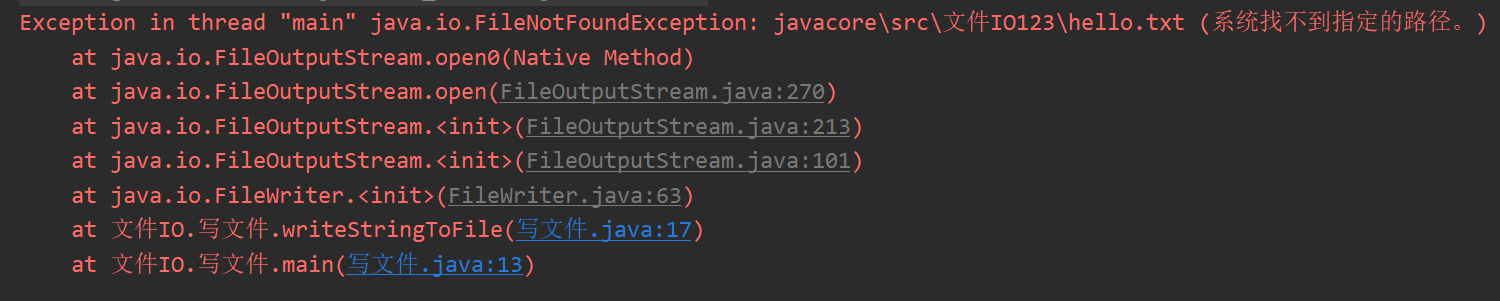 Exception in thread "main" java.io.FileNotFoundException: javacore\src\文件IO123\hello.txt (系统找不到指定的路径。)
at java.io.FileOutputStream.open0(Native Method)
at java.io.FileOutputStream.open(FileOutputStream.java:270)
at java.io.FileOutputStream.<init>(FileOutputStream.java:213)
at java.io.FileOutputStream.<init>(FileOutputStream.java:101)
at java.io.FileWriter.<init>(FileWriter.java:63)
at 文件IO.写文件.writeStringToFile(写文件.java:17)
at 文件IO.写文件.main(写文件.java:13)